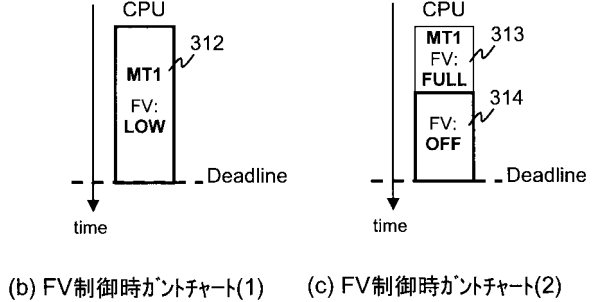 CPU
312
MT1
FV:
LOW
Deadline
time
(b) FV制御時ｶﾞﾝﾄﾁｬｰﾄ(1)
CPU
MT1
FV:
FULL
313
314
FV:
OFF
Deadline
time
(c) FV制御時ｶﾞﾝﾄﾁｬｰﾄ(2)